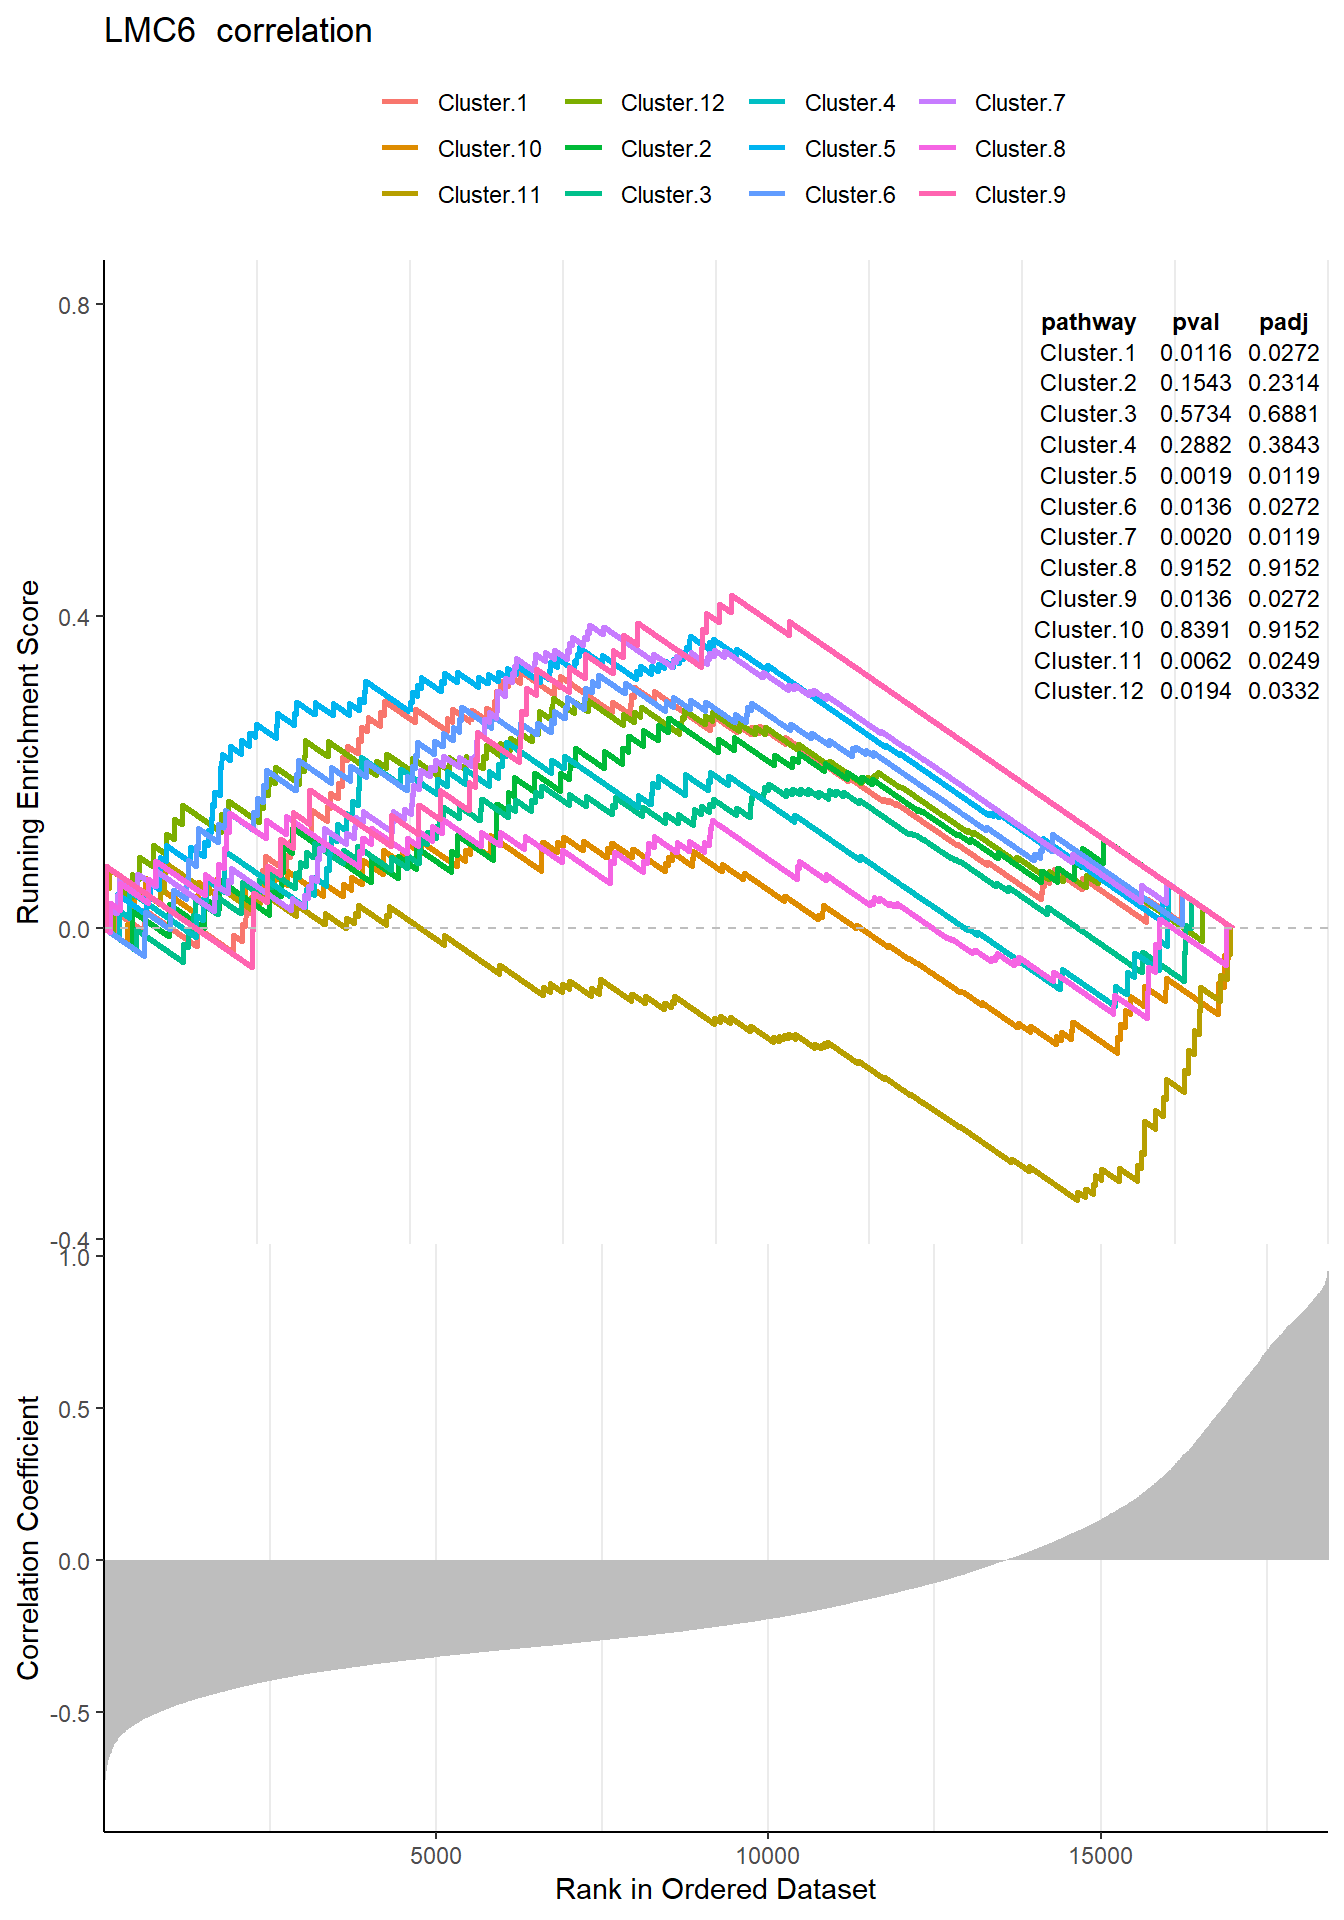 LMC6  correlation
Cluster.1 Cluster.12 Cluster.4 Cluster.7
Cluster.10 Cluster.2 Cluster.5 Cluster.8
Cluster.11 Cluster.3 Cluster.6 Cluster.9
Running Enrichment Score
0.8
0.4
0.0
-0.4
pathway pval padj
Cluster.1 0.0116 0.0272
Cluster.2 0.1543 0.2314
Cluster.3 0.5734 0.6881
Cluster.4 0.2882 0.3843
Cluster.5 0.0019 0.0119
Cluster.6 0.0136 0.0272
Cluster.7 0.0020 0.0119
Cluster.8 0.9152 0.9152
Cluster.9 0.0136 0.0272
Cluster.10 0.8391 0.9152
Cluster.11 0.0062 0.0249
Cluster.12 0.0194 0.0332
Correlation Coefficient
1.0
0.5
0.0
-0.5
5000 10000 15000
Rank in Ordered Dataset